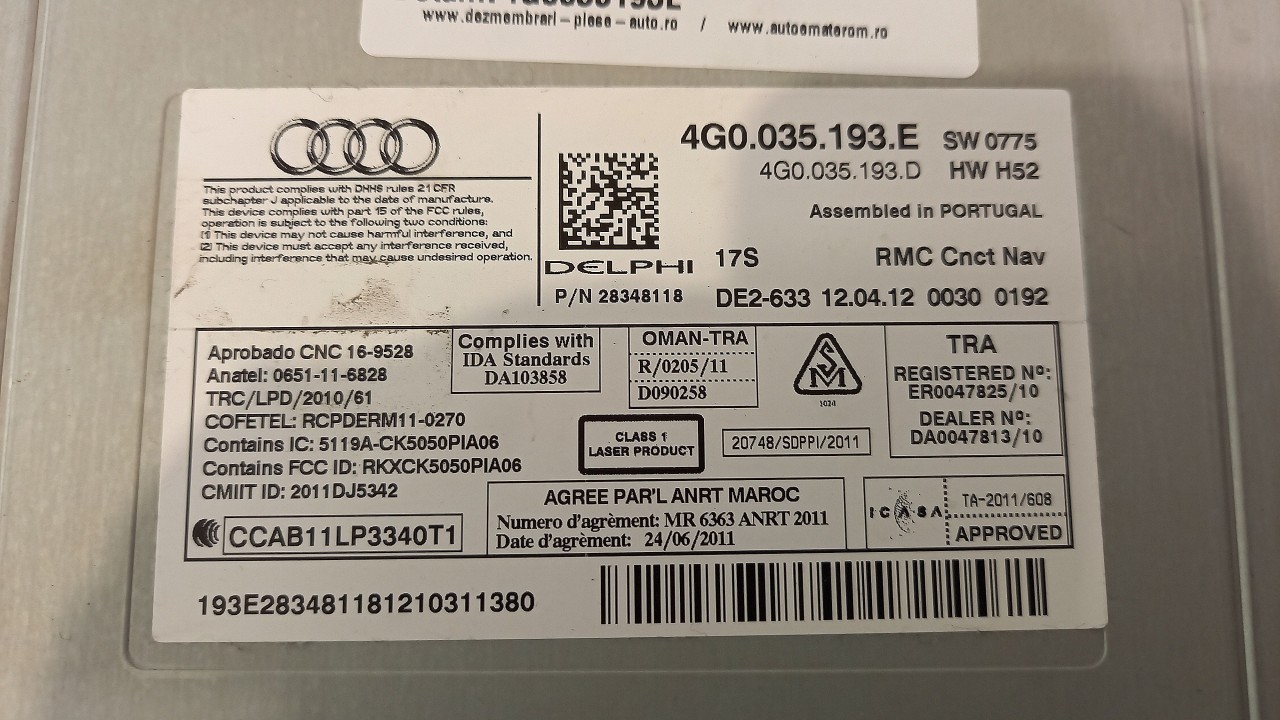 www.dezmembrari-piese-auto.ro / www.autoematerom.ro
4G0.035.193.E SW 0775
4G0.035.193.D HW H52
Assembled in PORTUGAL
This product complies with DHHS rules 21 CFR
subchapter J applicable to the date of manufacture.
This device complies with part 15 of the FCC rules,
operation is subject to the following two conditions:
(1) This device may not cause harmful interference, and
(2) This device must accept any interference received,
including interference that may cause undesired operation.
DELPHI 17S RMC Cnct Nav
P/N 28348118 DE2-633 12.04.12 0030 0192
Aprobado CNC 16-9528
Anatel: 0651-11-6828
TRC/LPD/2010/61
COFETEL: RCPDERM11-0270
Contains IC: 5119A-CK5050PIA06
Contains FCC ID: RKXCK5050PIA06
CMIIT ID: 2011DJ5342
CCAB11LP3340T1
Complies with
IDA Standards
DA103858
OMAN-TRA
R/0205/11
D090258
SM
1024
TRA
REGISTERED Nº:
ER0047825/10
DEALER Nº:
DA0047813/10
CLASS 1
LASER PRODUCT
20748/SDPPI/2011
AGREE PAR'L ANRT MAROC
Numero d'agrèment: MR 6363 ANRT 2011
Date d'agrèment: 24/06/2011
ICASA
TA-2011/608
APPROVED
193E283481181210311380